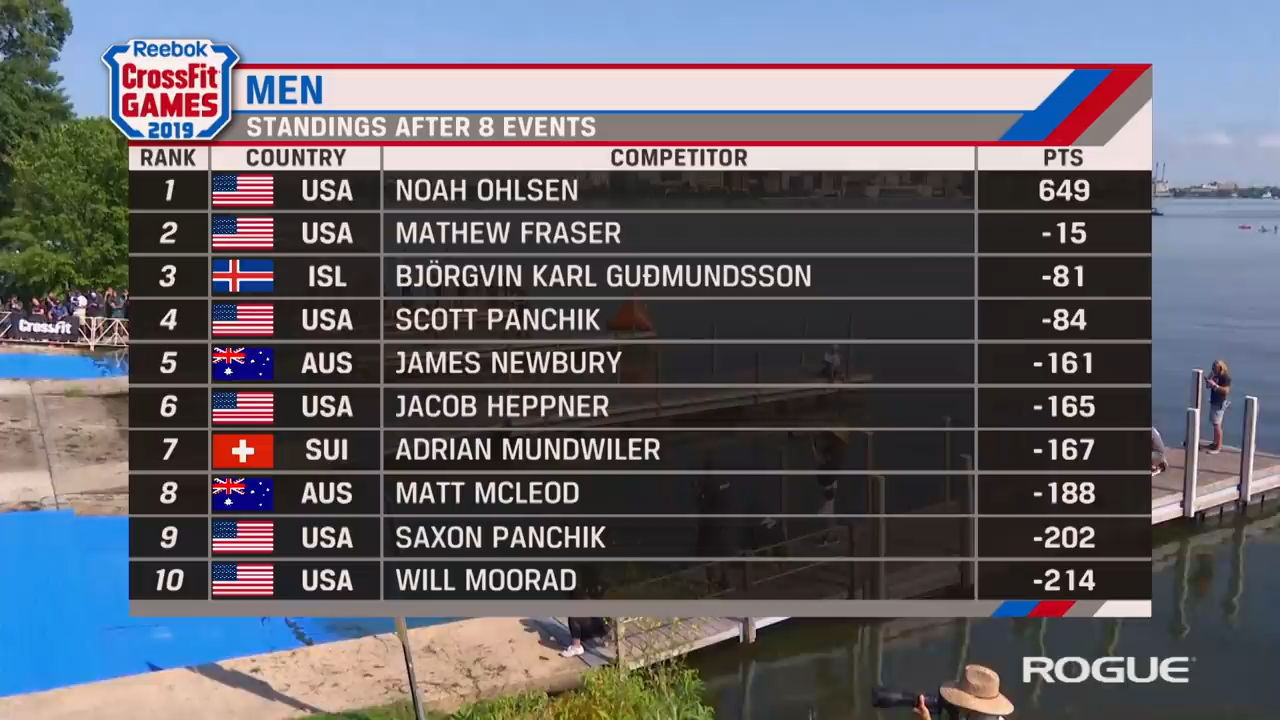 Reebok
CrossFit
GAMES
2019
MEN
STANDINGS AFTER 8 EVENTS
RANK COUNTRY COMPETITOR PTS
1 USA NOAH OHLSEN 649
2 USA MATHEW FRASER -15
3 ISL BJÖRGVIN KARL GUÐMUNDSSON -81
4 USA SCOTT PANCHIK -84
5 AUS JAMES NEWBURY -161
6 USA JACOB HEPPNER -165
7 SUI ADRIAN MUNDWILER -167
8 AUS MATT MCLEOD -188
9 USA SAXON PANCHIK -202
10 USA WILL MOORAD -214
CrossFit
ROGUE